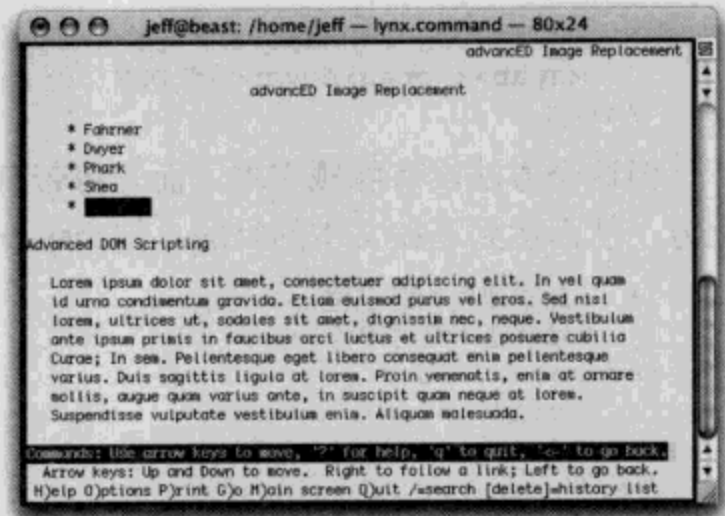 jeff@beast: /home/jeff — lynx.command — 80x24
advancED Image Replacement
advancED Image Replacement
* Fahrner
* Dwyer
* Phark
* Shea
*
Advanced DOM Scripting
Lorem ipsum dolor sit amet, consectetuer adipiscing elit. In vel quam
id urna condimentum gravida. Etiam euismod purus vel eros. Sed nisl
lorem, ultrices ut, sodales sit amet, dignissim nec, neque. Vestibulum
ante ipsum primis in faucibus orci luctus et ultrices posuere cubilia
Curae; In sem. Pellentesque eget libero consequat enim pellentesque
varius. Duis sagittis ligula at lorem. Proin venenatis, enim at ornare
mollis, augue quam varius ante, in suscipit quam neque at lorem.
Suspendisse vulputate vestibulum enim. Aliquam malesuada.
Commands: Use arrow keys to move, '?' for help, 'q' to quit, '<-' to go back.
Arrow keys: Up and Down to move. Right to follow a link; Left to go back.
H)elp O)ptions P)rint G)o M)ain screen Q)uit /=search [delete]=history list